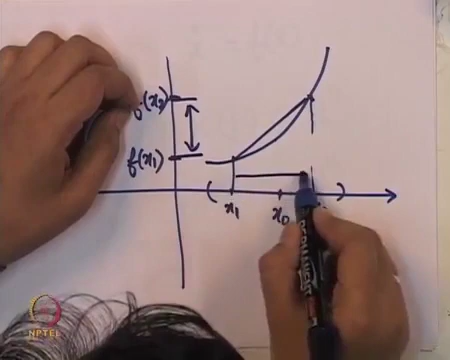 f(x₂)
f(x₁)
x₁ x₀
NPTEL